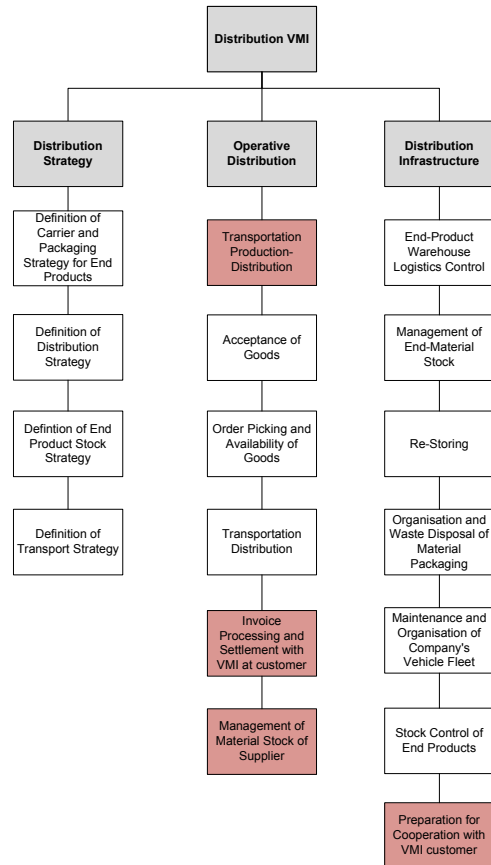 Distribution VMI
Distribution
Strategy
Definition of
Carrier and
Packaging
Strategy for End
Products
Definition of
Distribution
Strategy
Defintion of End
Product Stock
Strategy
Definition of
Transport Strategy
Operative
Distribution
Transportation
Production-
Distribution
Acceptance of
Goods
Order Picking and
Availability of
Goods
Transportation
Distribution
Invoice
Processing and
Settlement with
VMI at customer
Management of
Material Stock of
Supplier
Distribution
Infrastructure
End-Product
Warehouse
Logistics Control
Management of
End-Material
Stock
Re-Storing
Organisation and
Waste Disposal of
Material
Packaging
Maintenance and
Organisation of
Company's
Vehicle Fleet
Stock Control of
End Products
Preparation for
Cooperation with
VMI customer